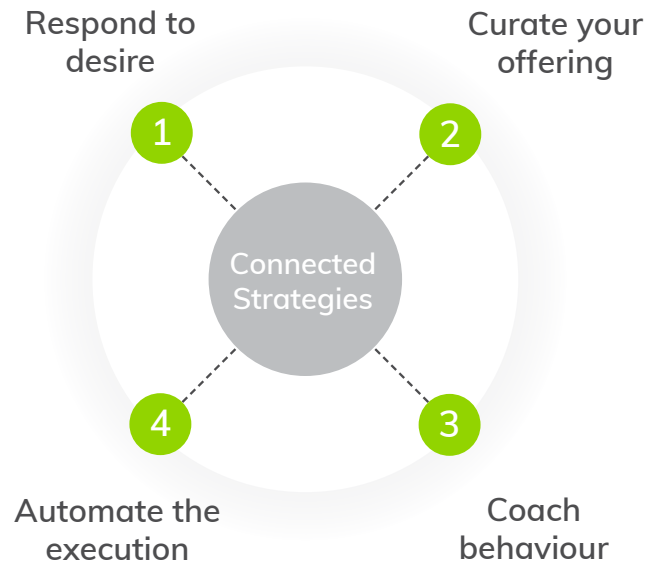 Respond to
desire
Curate your
offering
1
2
Connected
Strategies
4
3
Automate the
execution
Coach
behaviour